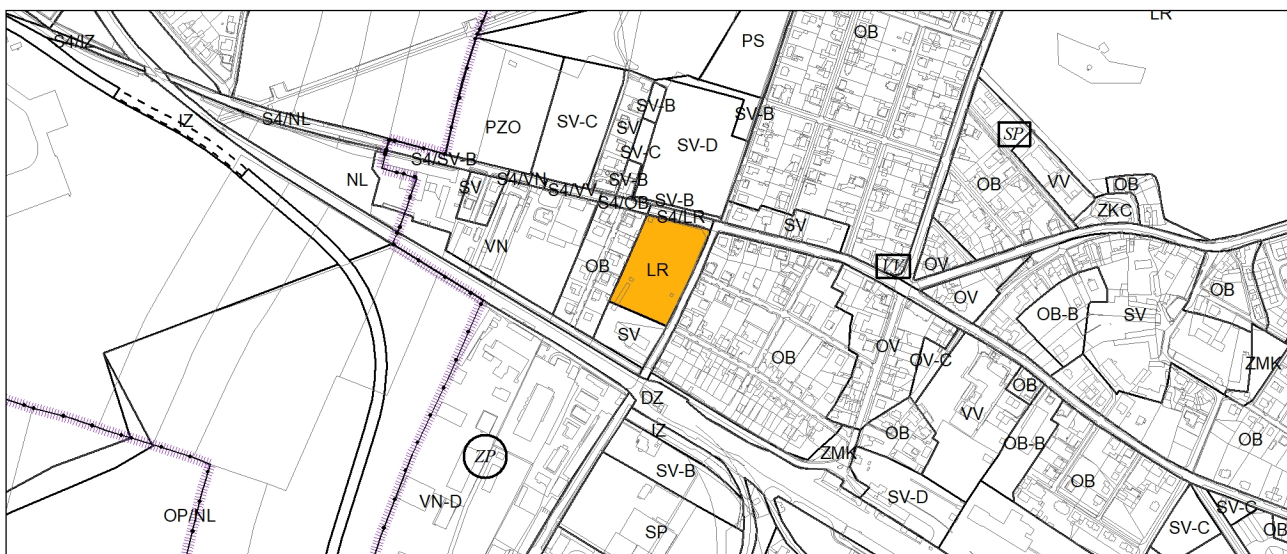 LR
S4/IZ
PS
OB
IZ
S4/NL
PZO
SV-C
SV-B
SV
SV-C
SV-B
SV-D
SV-B
SP
NL
S4/SV-B
SV
S4/VN
S4/VV
S4/OB
SV-B
S4/LR
OB
VV
OB
ZKC
SV
VN
OB
LR
VV
OV
OV
OB
SV
OB-B
SV
OB
OV
OV-C
ZMK
DZ
OB
VV
IZ
ZMK
OB
OB-B
OB
ZP
SV-B
SV-D
OB
VN-D
OP/NL
SP
SV-C
SV-C
OB